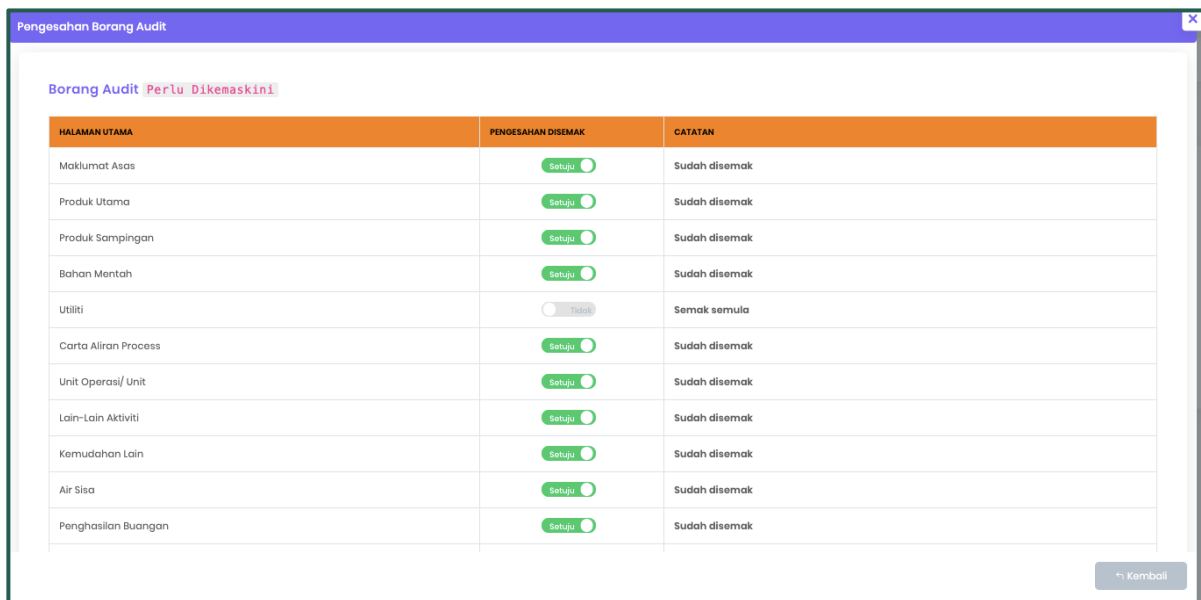 Pengesahan Borang Audit
Borang Audit Perlu Dikemaskini
HALAMAN UTAMA PENGESAHAN DISEMAK CATATAN
Maklumat Asas Setuju Sudah disemak
Produk Utama Setuju Sudah disemak
Produk Sampingan Setuju Sudah disemak
Bahan Mentah Setuju Sudah disemak
Utiliti Tidak Semak semula
Carta Aliran Process Setuju Sudah disemak
Unit Operasi/ Unit Setuju Sudah disemak
Lain-Lain Aktiviti Setuju Sudah disemak
Kemudahan Lain Setuju Sudah disemak
Air Sisa Setuju Sudah disemak
Penghasilan Buangan Setuju Sudah disemak
Kembali